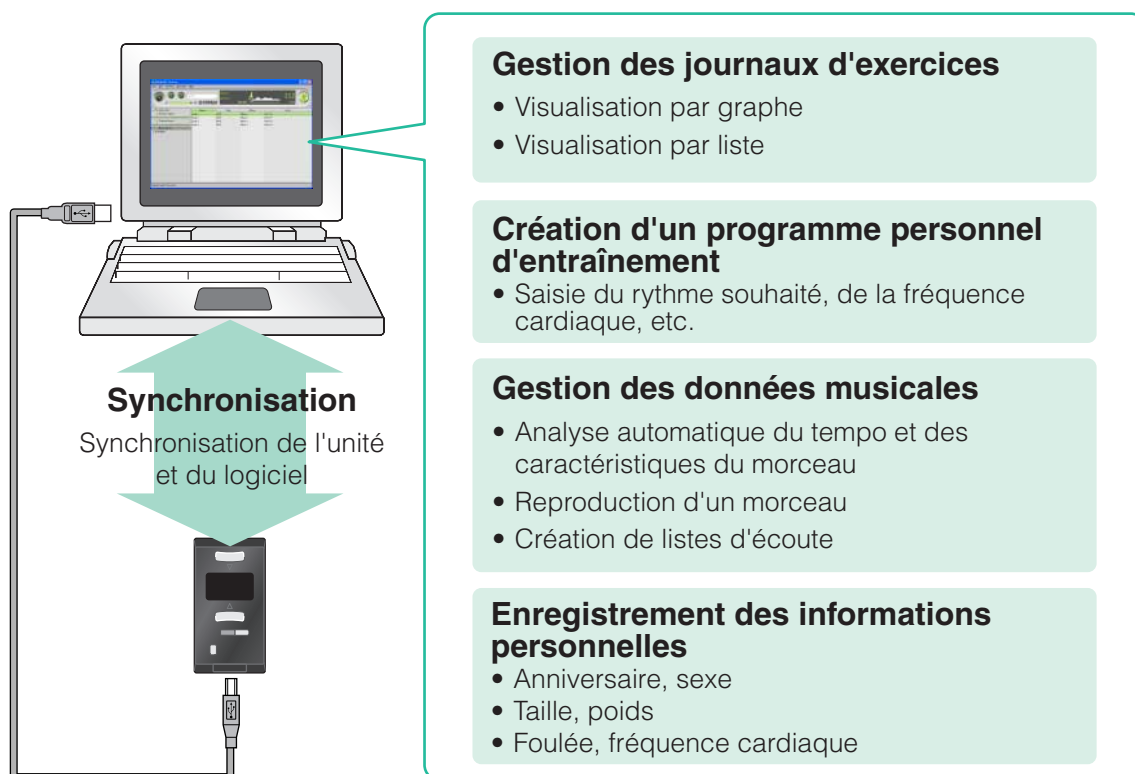 Gestion des journaux d'exercices
• Visualisation par graphe
• Visualisation par liste
Création d'un programme personnel
d'entraînement
• Saisie du rythme souhaité, de la fréquence
cardiaque, etc.
Synchronisation
Synchronisation de l'unité
et du logiciel
Gestion des données musicales
• Analyse automatique du tempo et des
caractéristiques du morceau
• Reproduction d'un morceau
• Création de listes d'écoute
Enregistrement des informations
personnelles
• Anniversaire, sexe
• Taille, poids
• Foulée, fréquence cardiaque